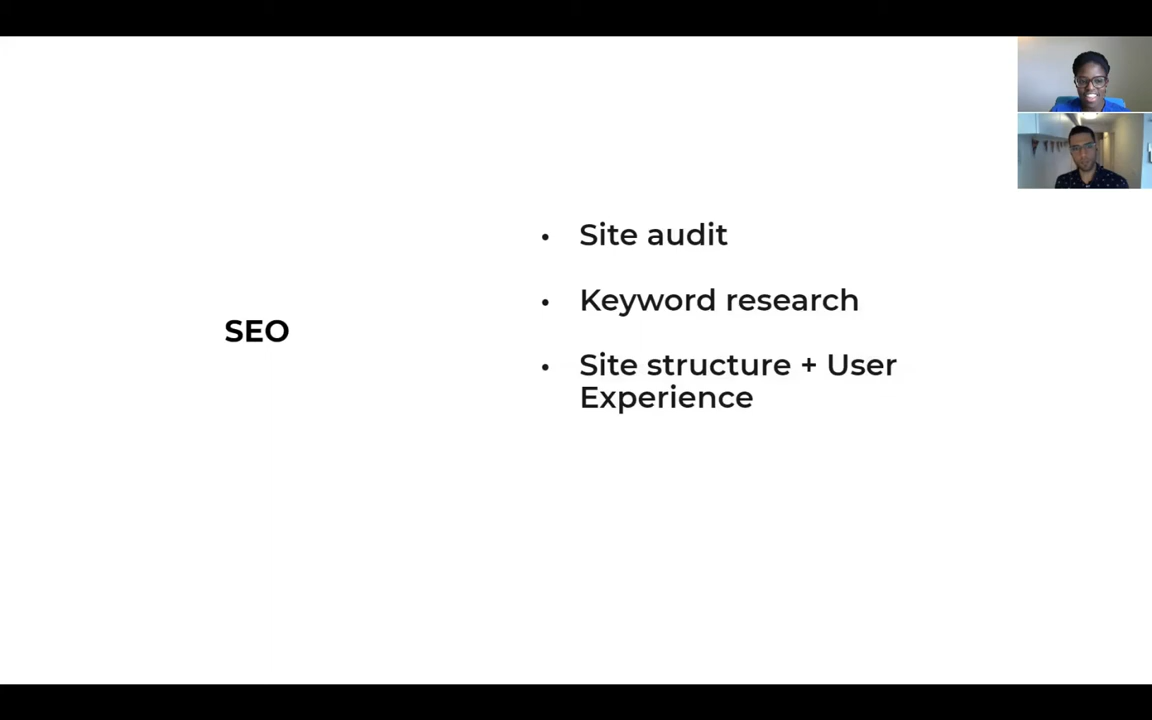 SEO
• Site audit
• Keyword research
• Site structure + User
Experience